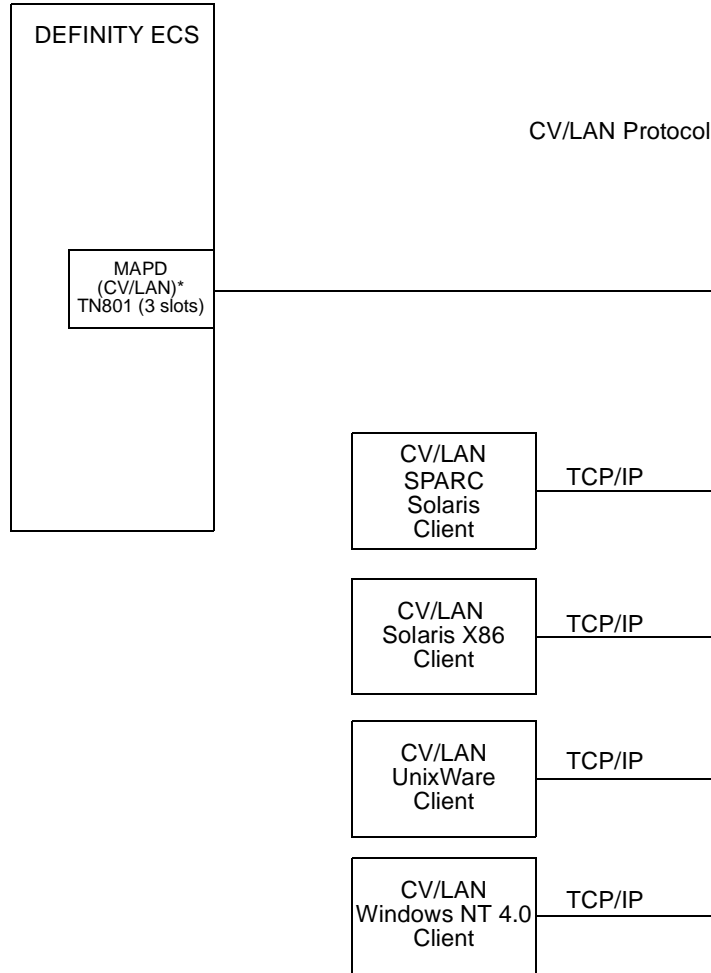 DEFINITY ECS
CV/LAN Protocol
MAPD
(CV/LAN)*
TN801 (3 slots)
CV/LAN
SPARC
Solaris
Client
TCP/IP
CV/LAN
Solaris X86
Client
TCP/IP
CV/LAN
UnixWare
Client
TCP/IP
CV/LAN
Windows NT 4.0
Client
TCP/IP